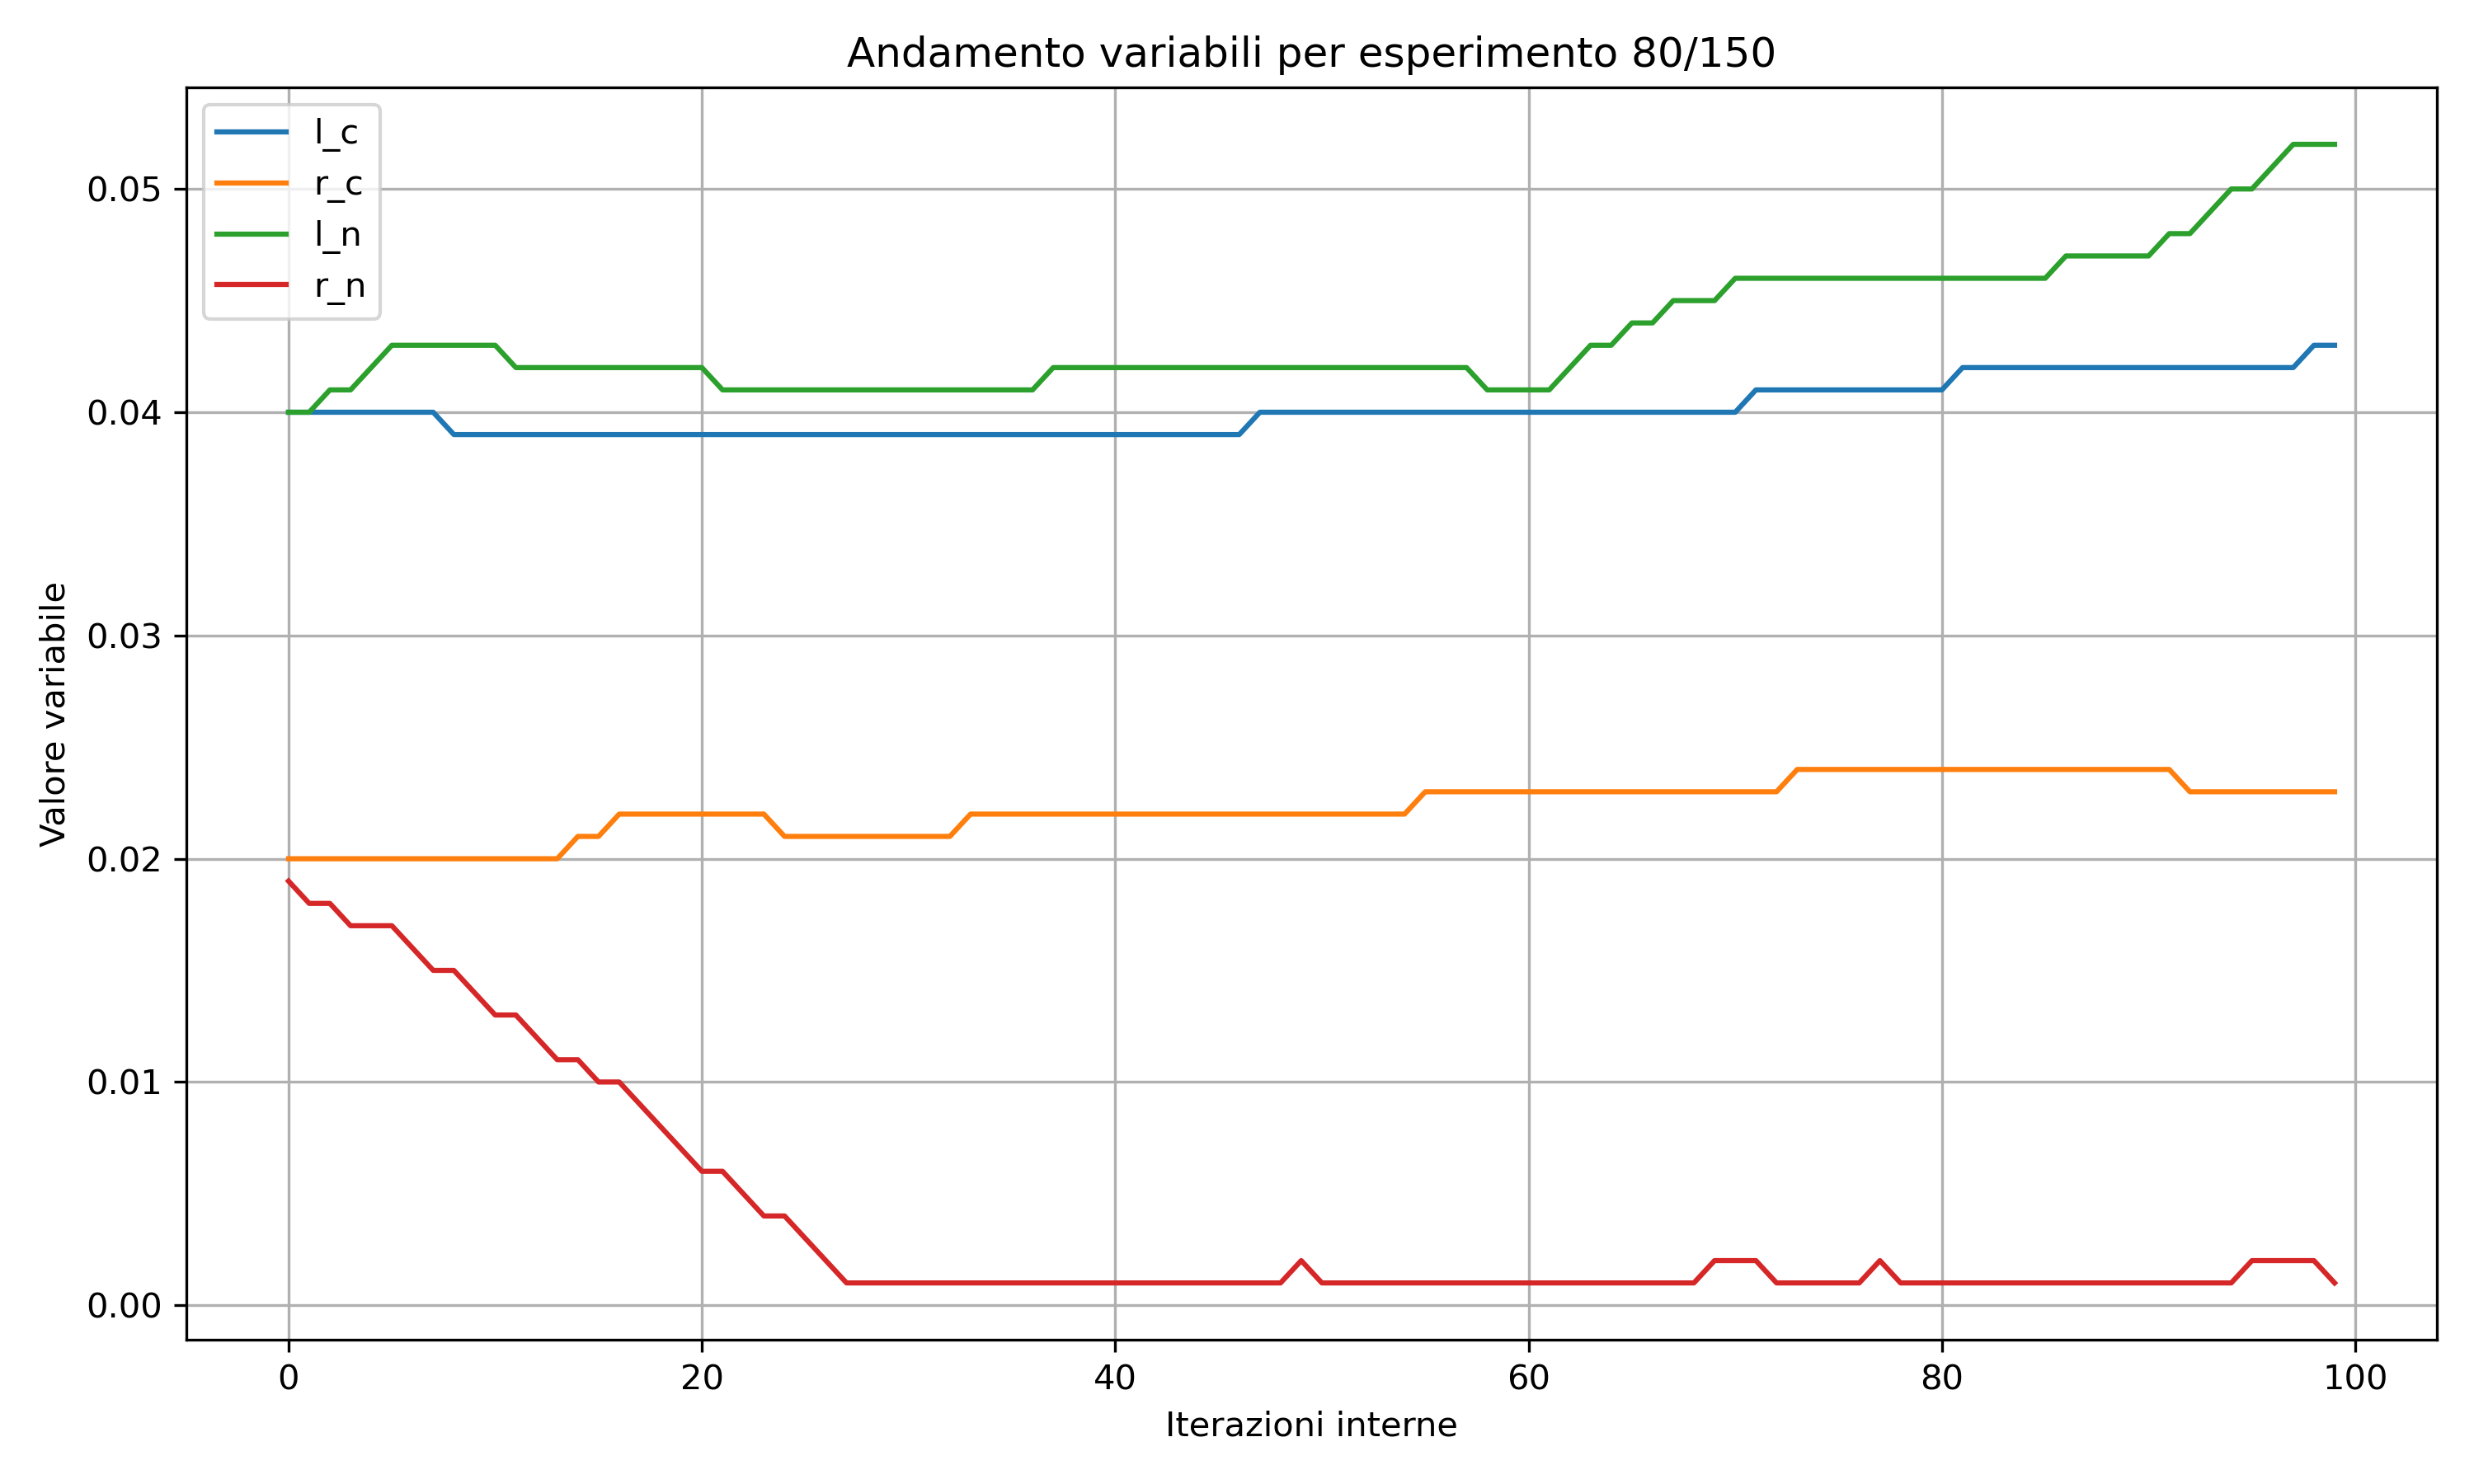 Andamento variabili per esperimento 80/150
l_c
r_c
l_n
r_n
Valore variabile
0.05
0.04
0.03
0.02
0.01
0.00
0 20 40 60 80 100
Iterazioni interne